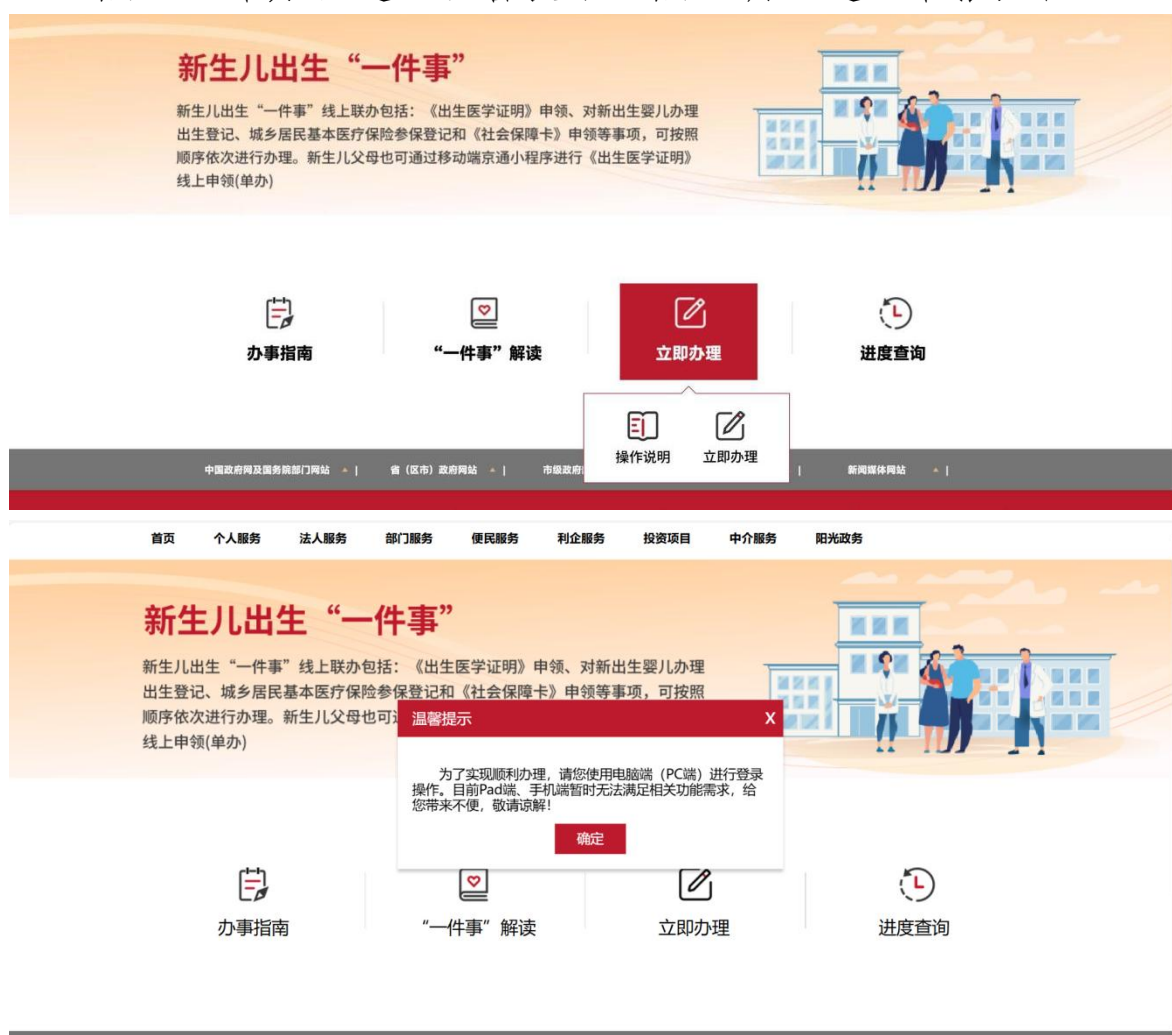 新生儿出生“一件事”
新生儿出生“一件事”线上联办包括：《出生医学证明》申领、对新出生婴儿办理
出生登记、城乡居民基本医疗保险参保登记和《社会保障卡》申领等事项，可按照
顺序依次进行办理。新生儿父母也可通过移动端京通小程序进行《出生医学证明》
线上申领(单办)
办事指南
“一件事”解读
立即办理
进度查询
操作说明
立即办理
中国政府网及国务院部门网站 |
省（区市）政府网站 |
市级政府
|
新闻媒体网站 |
首页 个人服务 法人服务 部门服务 便民服务 利企服务 投资项目 中介服务 阳光政务
新生儿出生“一件事”
新生儿出生“一件事”线上联办包括：《出生医学证明》申领、对新出生婴儿办理
出生登记、城乡居民基本医疗保险参保登记和《社会保障卡》申领等事项，可按照
顺序依次进行办理。新生儿父母也可
线上申领(单办)
温馨提示 X
为了实现顺利办理，请您使用电脑端（PC端）进行登录
操作。目前Pad端、手机端暂时无法满足相关功能需求，给
您带来不便，敬请谅解！
确定
办事指南
“一件事”解读
立即办理
进度查询